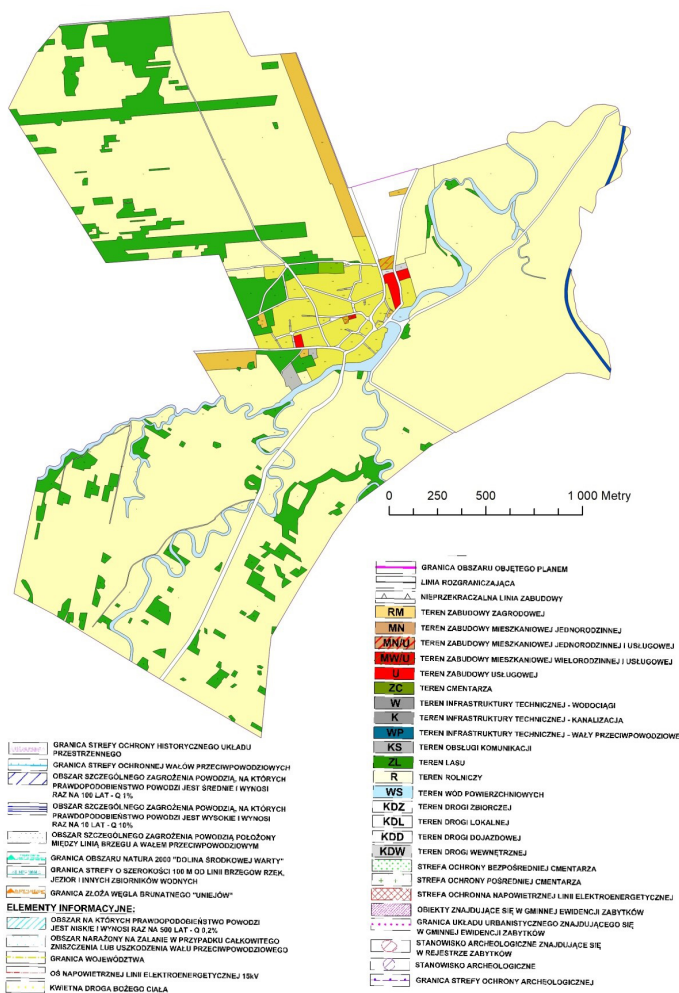 0 250 500 1 000 Metry
GRANICA OBSZARU OBJĘTEGO PLANEM
LINIA ROZGRANICZAJĄCA
NIEPRZEKRACZALNA LINIA ZABUDOWY
RM TEREN ZABUDOWY ZAGRODOWEJ
MN TEREN ZABUDOWY MIESZKANIOWEJ JEDNORODZINNEJ
MN/U TEREN ZABUDOWY MIESZKANIOWEJ JEDNORODZINNEJ I USŁUGOWEJ
MW/U TEREN ZABUDOWY MIESZKANIOWEJ WIELORODZINNEJ I USŁUGOWEJ
U TEREN ZABUDOWY USŁUGOWEJ
ZC TEREN CMENTARZA
W TEREN INFRASTRUKTURY TECHNICZNEJ - WODOCIĄGI
K TEREN INFRASTRUKTURY TECHNICZNEJ - KANALIZACJA
WP TEREN INFRASTRUKTURY TECHNICZNEJ - WAŁY PRZECIWPOWODZIOWE
KS TEREN OBSŁUGI KOMUNIKACJI
ZL TEREN LASU
R TEREN ROLNICZY
WS TEREN WÓD POWIERZCHNIOWYCH
KDZ TEREN DROGI ZBIORCZEJ
KDL TEREN DROGI LOKALNEJ
KDD TEREN DROGI DOJAZDOWEJ
KDW TEREN DROGI WEWNĘTRZNEJ
STREFA OCHRONY BEZPOŚREDNIEJ CMENTARZA
STREFA OCHRONY POŚREDNIEJ CMENTARZA
STREFA OCHRONNA NAPOWIETRZNEJ LINII ELEKTROENERGETYCZNEJ
OBIEKTY ZNAJDUJĄCE SIĘ W GMINNEJ EWIDENCJI ZABYTKÓW
GRANICA UKŁADU URBANISTYCZNEGO ZNAJDUJĄCEGO SIĘ
W GMINNEJ EWIDENCJI ZABYTKÓW
STANOWISKO ARCHEOLOGICZNE ZNAJDUJĄCE SIĘ
W REJESTRZE ZABYTKÓW
STANOWISKO ARCHEOLOGICZNE
GRANICA STREFY OCHRONY ARCHEOLOGICZNEJ
GRANICA STREFY OCHRONY HISTORYCZNEGO UKŁADU
PRZESTRZENNEGO
GRANICA STREFY OCHRONNEJ WAŁÓW PRZECIWPOWODZIOWYCH
OBSZAR SZCZEGÓLNEGO ZAGROŻENIA POWODZIĄ, NA KTÓRYCH
PRAWDOPODOBIEŃSTWO POWODZI JEST ŚREDNIE I WYNOSI
RAZ NA 100 LAT - Q 1%
OBSZAR SZCZEGÓLNEGO ZAGROŻENIA POWODZIĄ, NA KTÓRYCH
PRAWDOPODOBIEŃSTWO POWODZI JEST WYSOKIE I WYNOSI
RAZ NA 10 LAT - Q 10%
OBSZAR SZCZEGÓLNEGO ZAGROŻENIA POWODZIĄ POŁOŻONY
MIĘDZY LINIĄ BRZEGU A WAŁEM PRZECIWPOWODZIOWYM
GRANICA OBSZARU NATURA 2000 "DOLINA ŚRODKOWEJ WARTY"
GRANICA STREFY O SZEROKOŚCI 100 M OD LINII BRZEGÓW RZEK,
JEZIOR I INNYCH ZBIORNIKÓW WODNYCH
GRANICA ZŁOŻA WĘGLA BRUNATNEGO "UNIEJÓW"
ELEMENTY INFORMACYJNE:
OBSZAR NA KTÓRYCH PRAWDOPODOBIEŃSTWO POWODZI
JEST NISKIE I WYNOSI RAZ NA 500 LAT - Q 0,2%
OBSZAR NARAŻONY NA ZALANIE W PRZYPADKU CAŁKOWITEGO
ZNISZCZENIA LUB USZKODZENIA WAŁU PRZECIWPOWODZIOWEGO
GRANICA WOJEWÓDZTWA
OŚ NAPOWIETRZNEJ LINII ELEKTROENERGETYCZNEJ 15kV
KWIETNA DROGA BOŻEGO CIAŁA